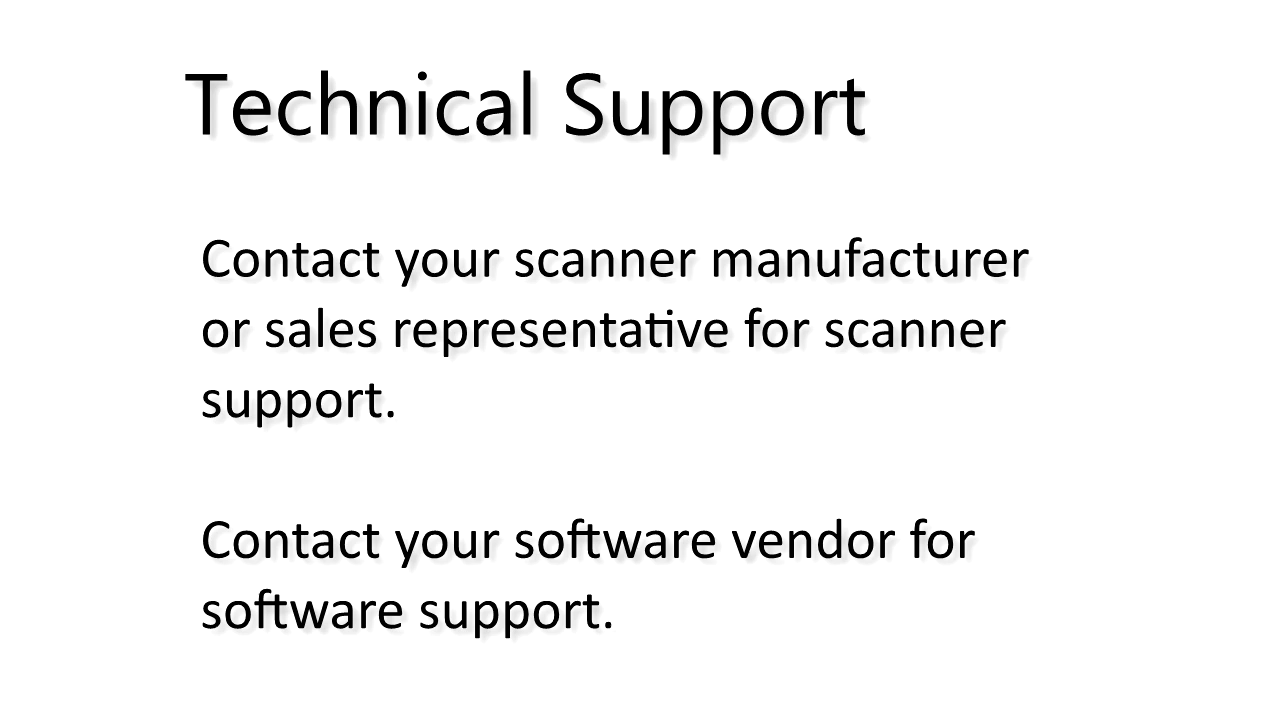 Technical Support
Contact your scanner manufacturer
or sales representative for scanner
support.
Contact your software vendor for
software support.